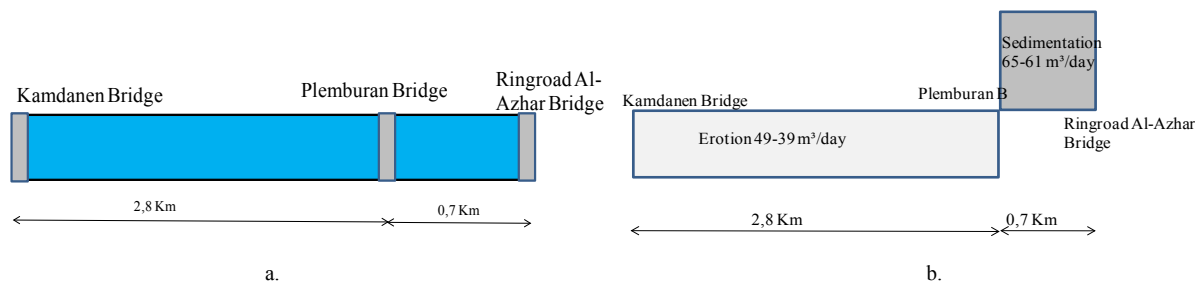 Kamdanen Bridge
Plemburan Bridge
Ringroad Al-
Azhar Bridge
2,8 Km
0,7 Km
a.
Sedimentation
65-61 m³/day
Kamdanen Bridge
Plemburan B
Erotion 49-39 m³/day
Ringroad Al-Azhar
Bridge
2,8 Km
0,7 Km
b.